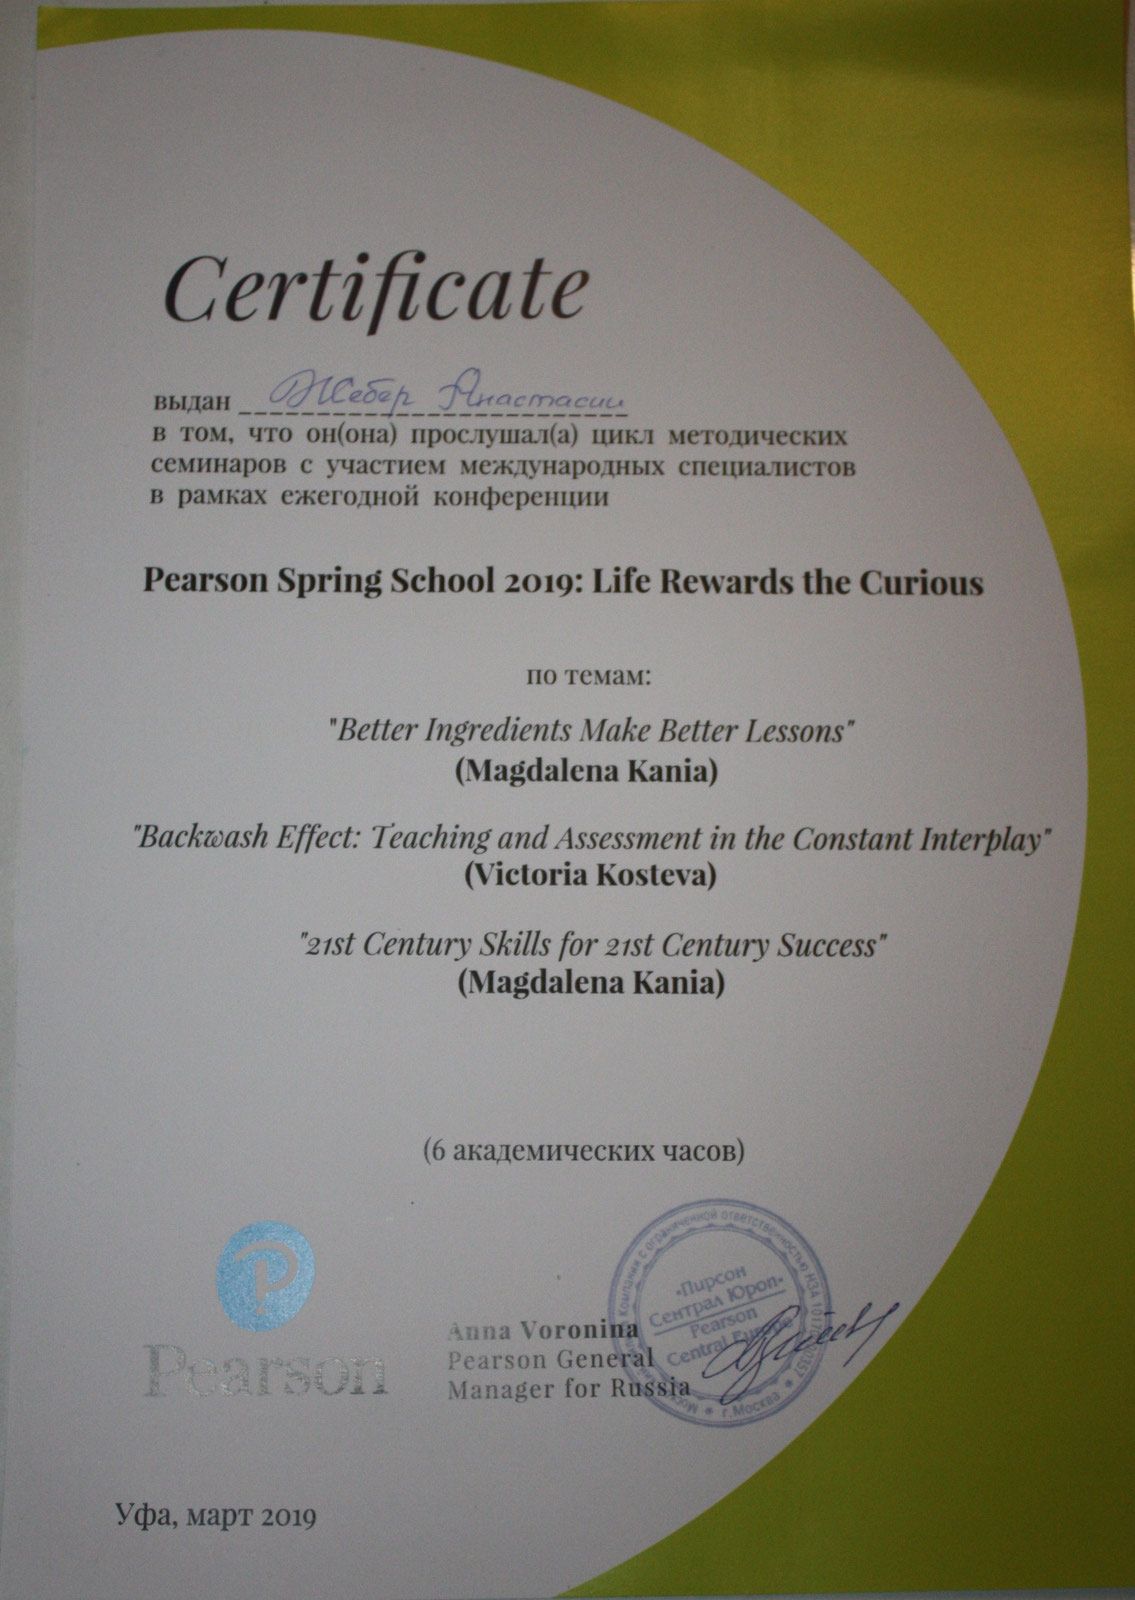 Certificate
выдан Жебер Анастасии
в том, что он(она) прослушал(а) цикл методических
семинаров с участием международных специалистов
в рамках ежегодной конференции
Pearson Spring School 2019: Life Rewards the Curious
по темам:
"Better Ingredients Make Better Lessons"
(Magdalena Kania)
"Backwash Effect: Teaching and Assessment in the Constant Interplay"
(Victoria Kosteva)
"21st Century Skills for 21st Century Success"
(Magdalena Kania)
(6 академических часов)
Pearson
Anna Voronina
Pearson General
Manager for Russia
«Пирсон
Сентрал Юроп»
Pearson
Central Europe
Компании с ограниченной ответственностью НЗА
г.Москва
Уфа, март 2019